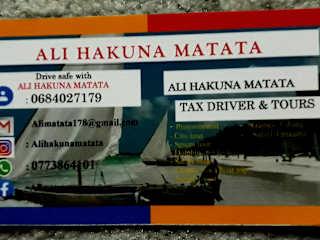 ALI HAKUNA MATATA
Drive safe with
ALI HAKUNA MATATA
: 0684027179
ALI HAKUNA MATATA
TAX DRIVER & TOURS
: Alimatata178@gmail.com
: Alihakunamatata
: 0773864101